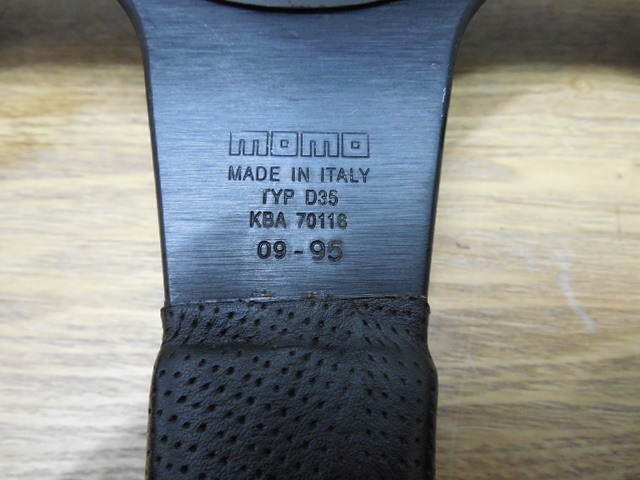 momo
MADE IN ITALY
TYP D35
KBA 70116
09-95